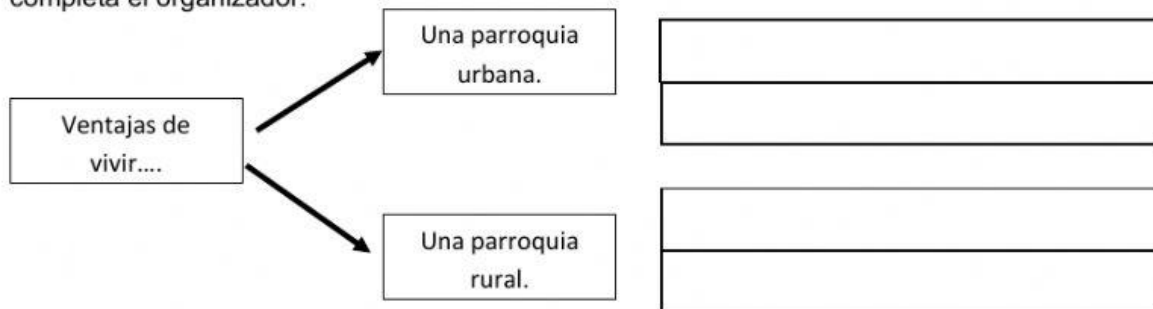 completa el organizador.
Una parroquia
urbana.
Ventajas de
vivir....
Una parroquia
rural.